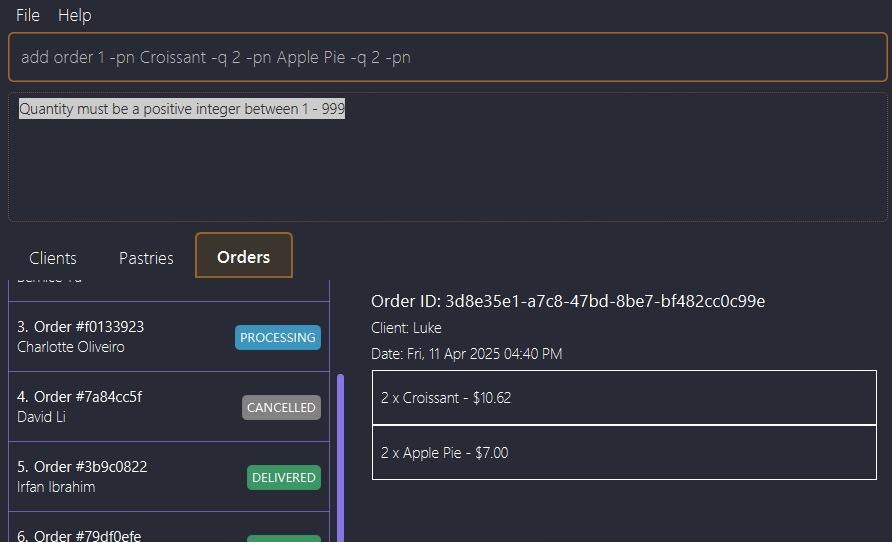 File Help
add order 1 -pn Croissant -q 2 -pn Apple Pie -q 2 -pn
Quantity must be a positive integer between 1 - 999
Clients Pastries Orders
3. Order #f0133923
Charlotte Oliveiro
PROCESSING
4. Order #7a84cc5f
David Li
CANCELLED
5. Order #3b9c0822
Irfan Ibrahim
DELIVERED
6. Order #79df0efe
Order ID: 3d8e35e1-a7c8-47bd-8be7-bf482cc0c99e
Client: Luke
Date: Fri, 11 Apr 2025 04:40 PM
2 x Croissant - $10.62
2 x Apple Pie - $7.00